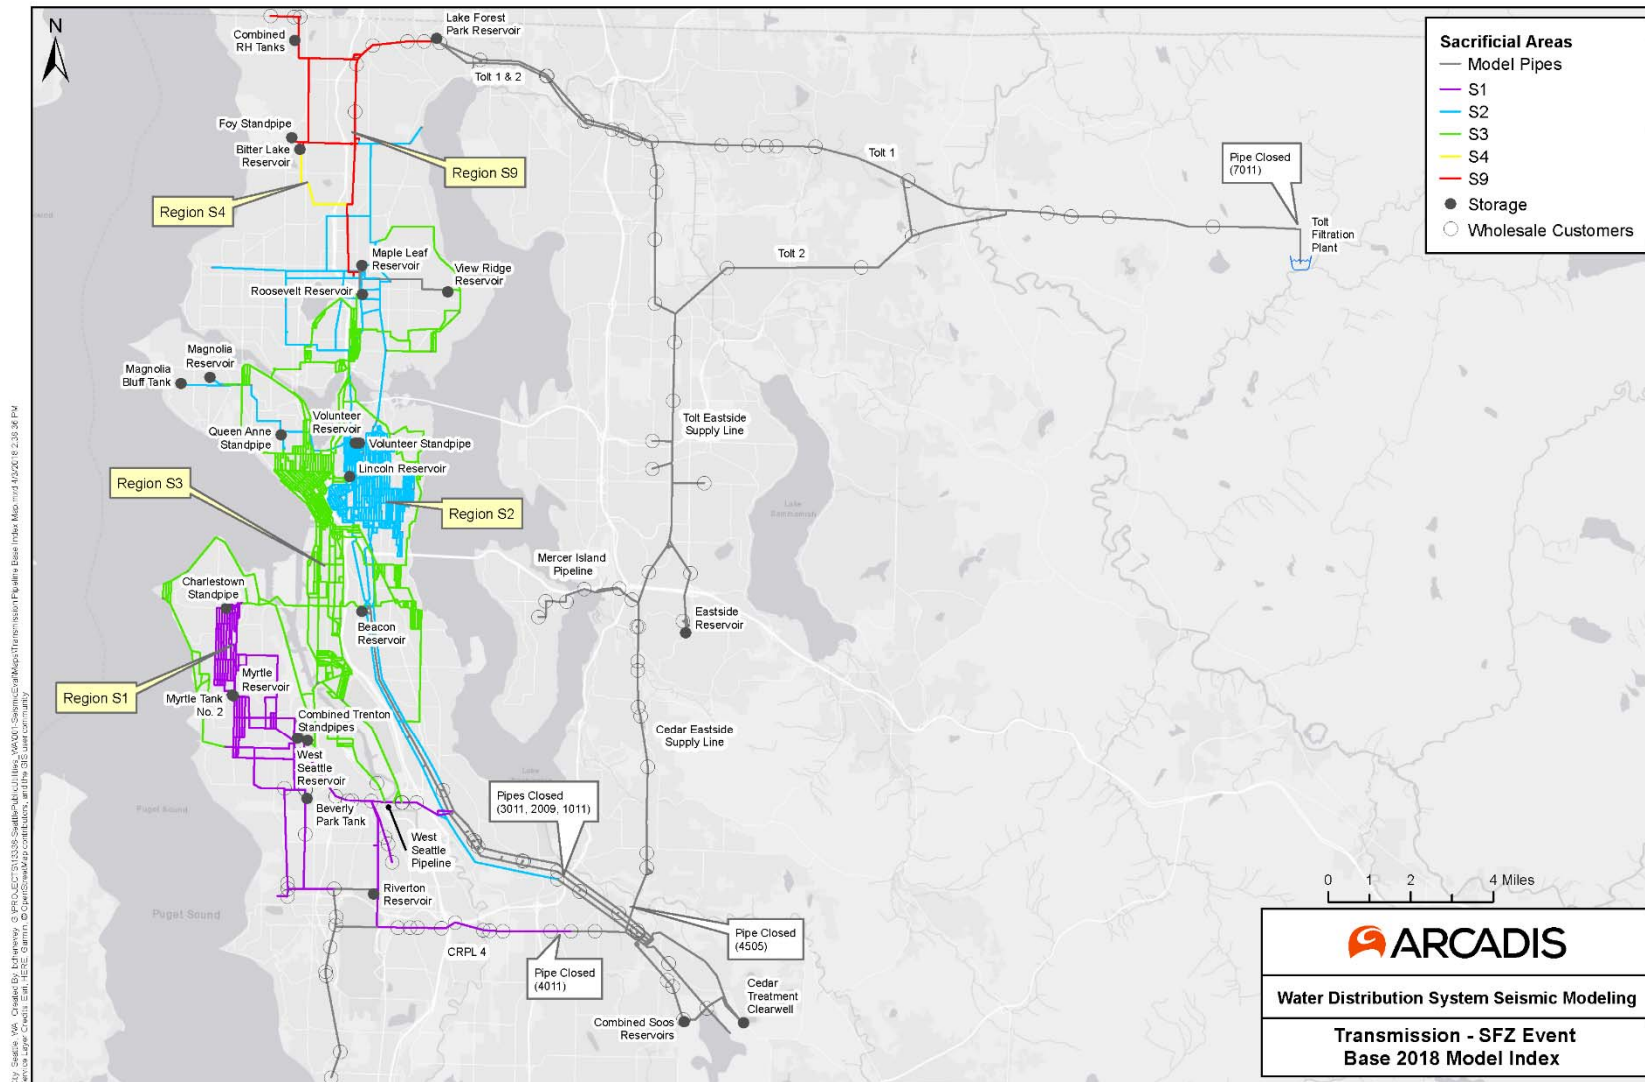 N
Combined
RH Tanks
Lake Forest
Park Reservoir
Tolt 1 & 2
Foy Standpipe
Bitter Lake
Reservoir
Region S9
Region S4
Tolt 1
Pipe Closed
(7011)
Tolt
Filtration
Plant
Tolt 2
Maple Leaf
Reservoir
View Ridge
Reservoir
Roosevelt Reservoir
Magnolia
Reservoir
Magnolia
Bluff Tank
Queen Anne
Standpipe
Volunteer
Reservoir
Volunteer Standpipe
Lincoln Reservoir
Tolt Eastside
Supply Line
Region S3
Region S2
Lake
Sammamish
Mercer Island
Pipeline
Charlestown
Standpipe
Beacon
Reservoir
Eastside
Reservoir
Region S1
Myrtle
Reservoir
Myrtle Tank
No. 2
Combined Trenton
Standpipes
West
Seattle
Reservoir
Cedar Eastside
Supply Line
Pipes Closed
(3011, 2009, 1011)
Beverly
Park Tank
West
Seattle
Pipeline
Puget Sound
Riverton
Reservoir
Puget Sound
CRPL 4
Pipe Closed
(4011)
Pipe Closed
(4505)
Combined Soos
Reservoirs
Cedar
Treatment
Clearwell
Sacrificial Areas
Model Pipes
S1
S2
S3
S4
S9
Storage
Wholesale Customers
0 1 2 4 Miles
ARCADIS
Water Distribution System Seismic Modeling
Transmission - SFZ Event
Base 2018 Model Index